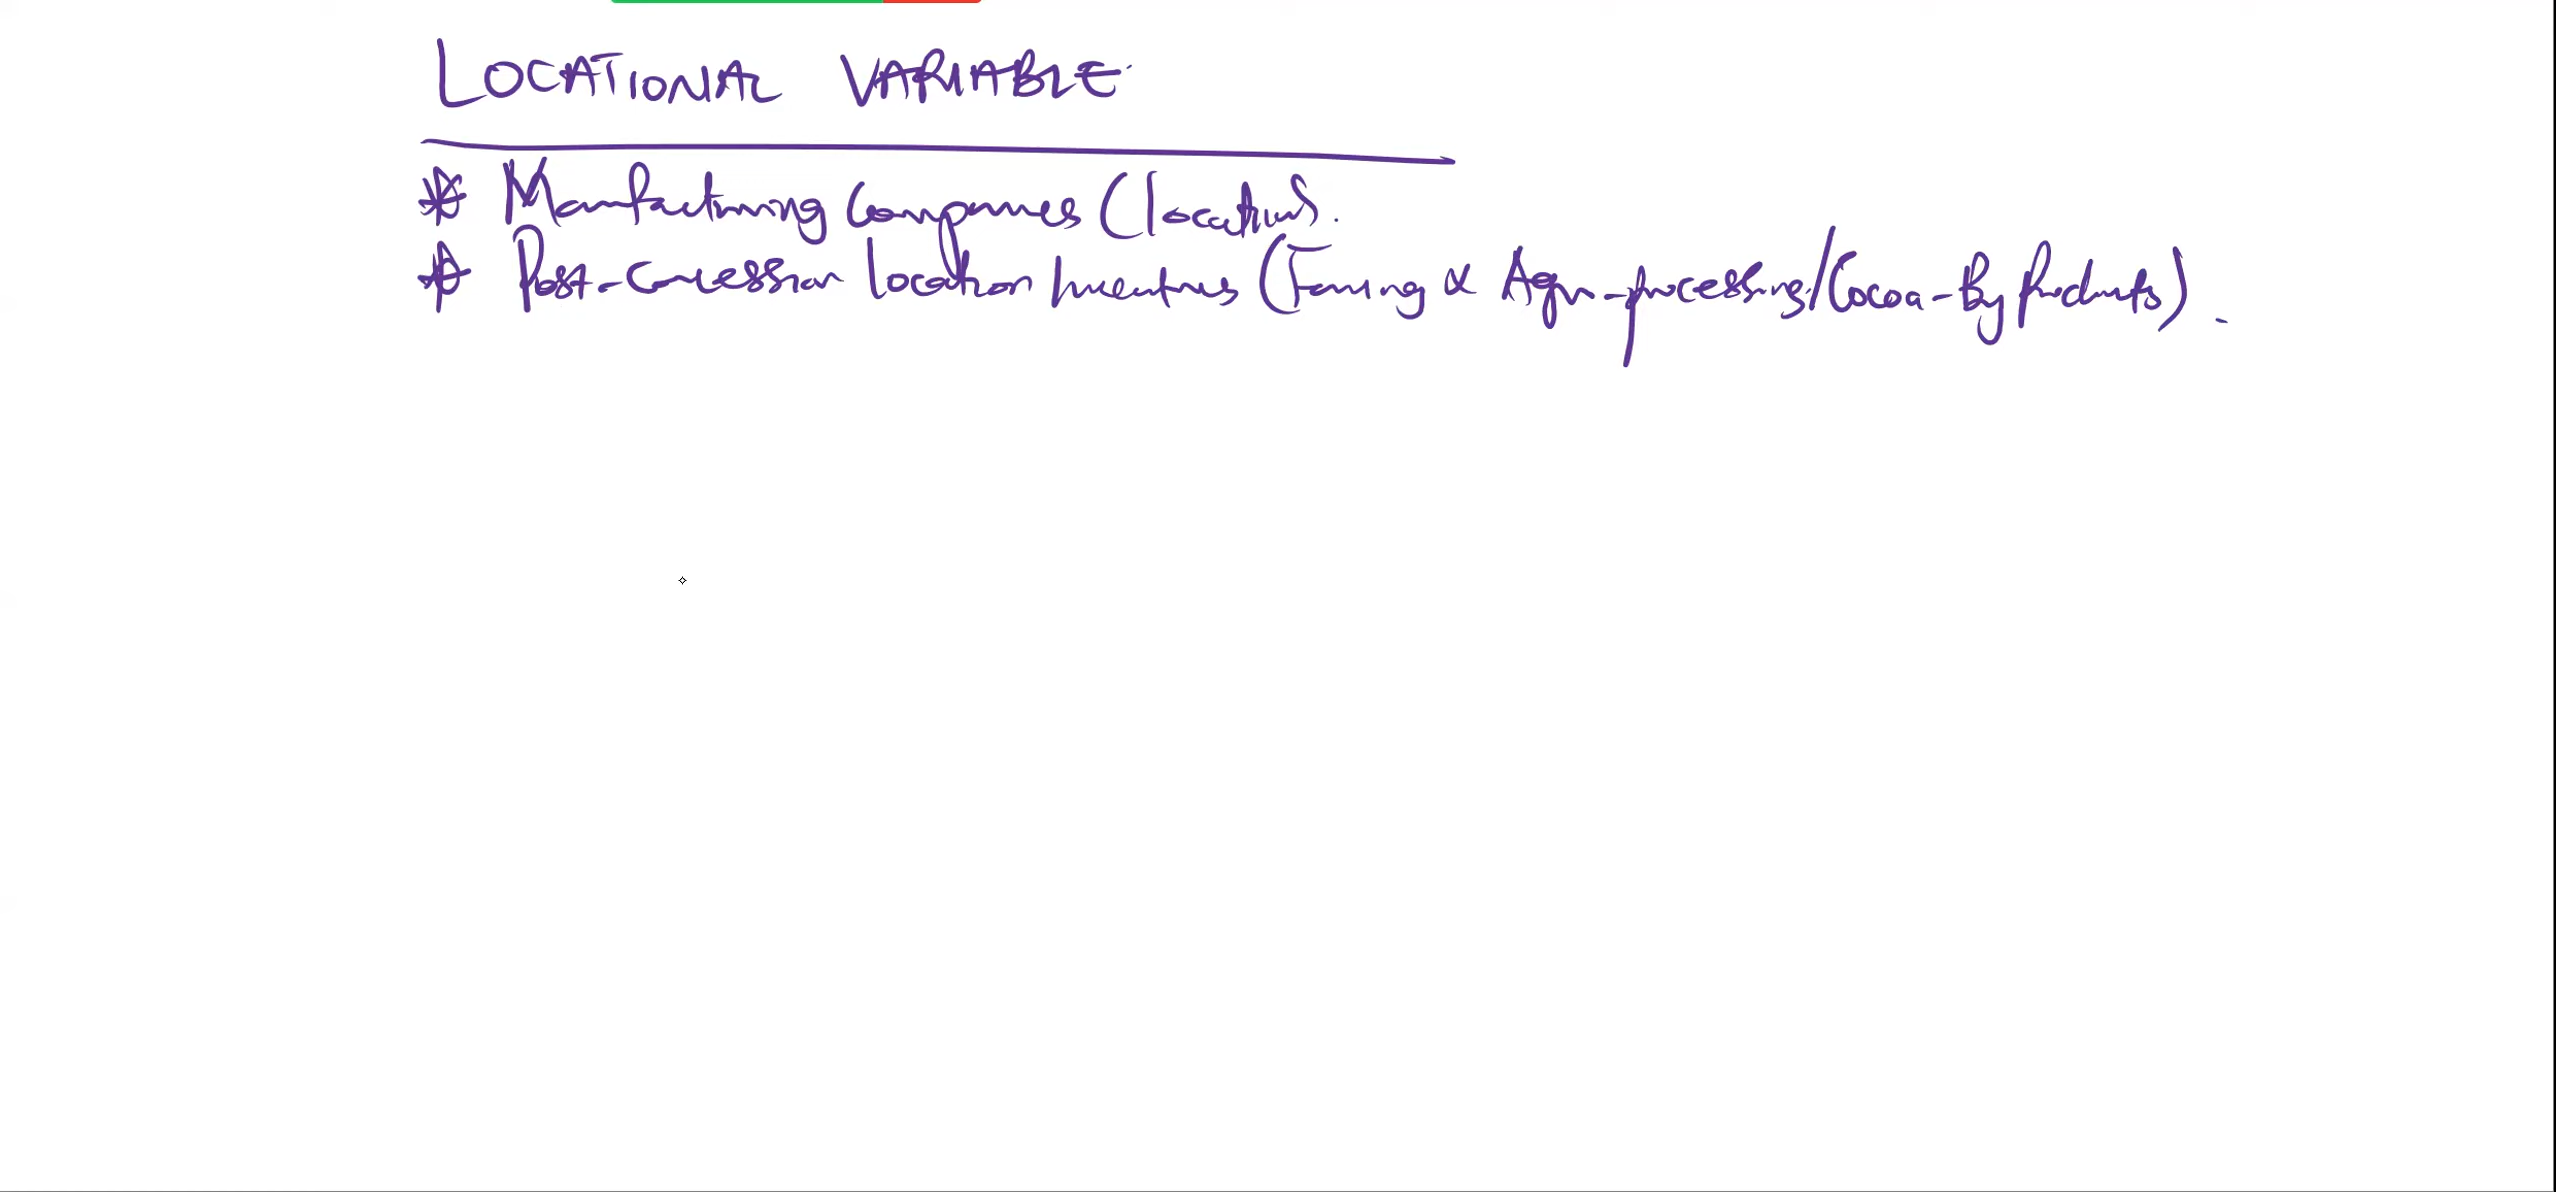 LOCATIONAL VARIABLE
* Manufacturing Companies (locations.
* Post-Concession location Incentives (Farming & Agro-processing/Cocoa-By Products).